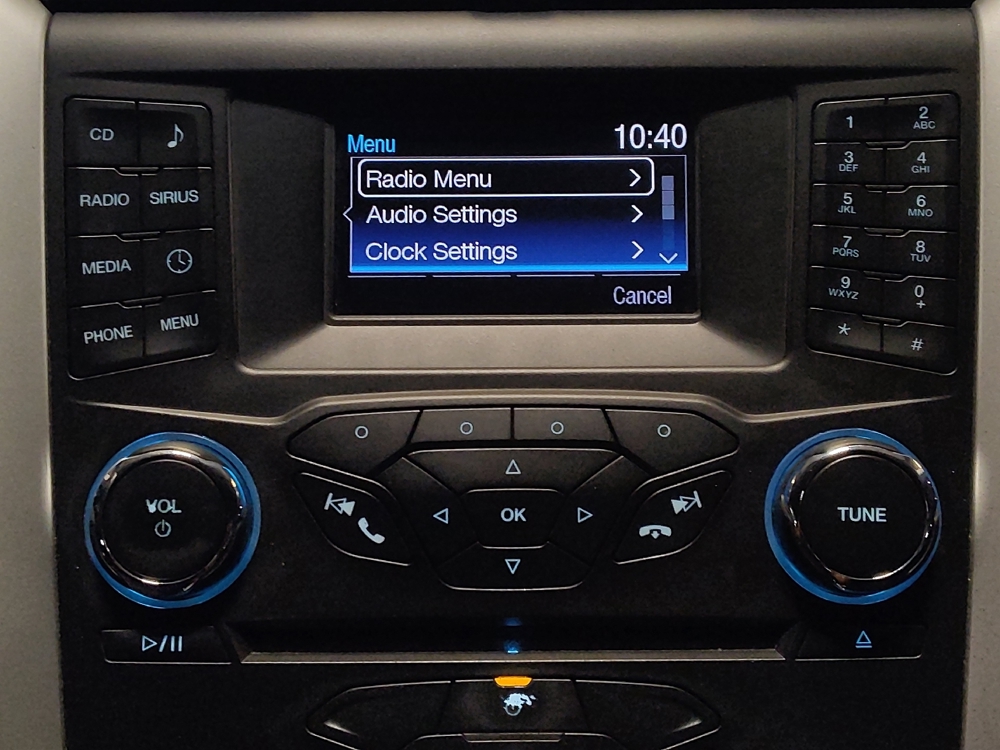 Menu 10:40
Radio Menu
Audio Settings
Clock Settings
Cancel
CD
RADIO SIRIUS
MEDIA
PHONE MENU
1 2 ABC
3 DEF 4 GHI
5 JKL 6 MNO
7 PQRS 8 TUV
9 WXYZ 0 +
* #
VOL
OK
TUNE